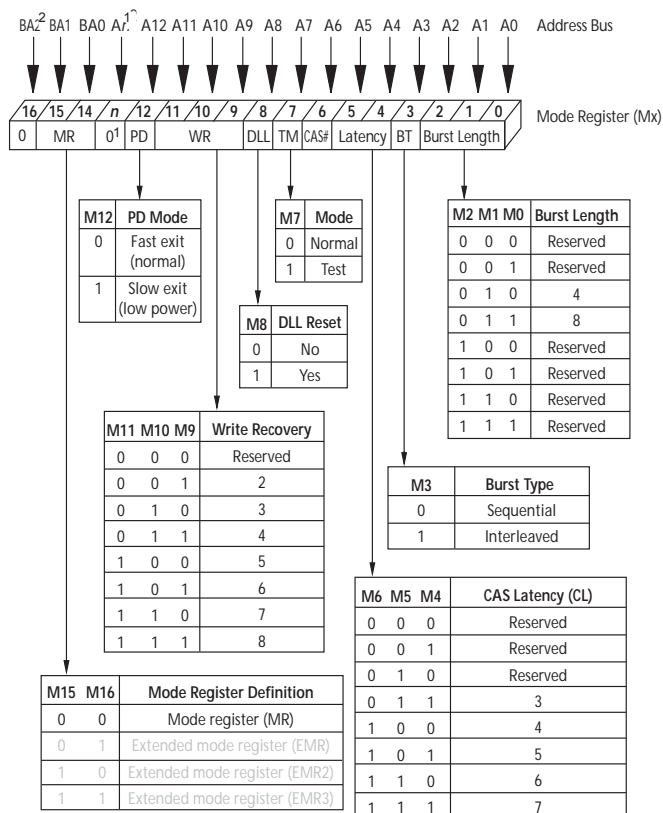 BA2² BA1 BA0 An A12 A11 A10 A9 A8 A7 A6 A5 A4 A3 A2 A1 A0 Address Bus
16 15 14 n 12 11 10 9 8 7 6 5 4 3 2 1 0
Mode Register (Mx)
0 MR 0¹ PD WR DLL TM CAS# Latency BT Burst Length
M12 PD Mode
0 Fast exit
(normal)
1 Slow exit
(low power)
M7 Mode
0 Normal
1 Test
M2 M1 M0 Burst Length
0 0 0 Reserved
0 0 1 Reserved
0 1 0 4
0 1 1 8
1 0 0 Reserved
1 0 1 Reserved
1 1 0 Reserved
1 1 1 Reserved
M8 DLL Reset
0 No
1 Yes
M11 M10 M9 Write Recovery
0 0 0 Reserved
0 0 1 2
0 1 0 3
0 1 1 4
1 0 0 5
1 0 1 6
1 1 0 7
1 1 1 8
M3 Burst Type
0 Sequential
1 Interleaved
M6 M5 M4 CAS Latency (CL)
0 0 0 Reserved
0 0 1 Reserved
0 1 0 Reserved
0 1 1 3
1 0 0 4
1 0 1 5
1 1 0 6
1 1 1 7
M15 M16 Mode Register Definition
0 0 Mode register (MR)
0 1 Extended mode register (EMR)
1 0 Extended mode register (EMR2)
1 1 Extended mode register (EMR3)